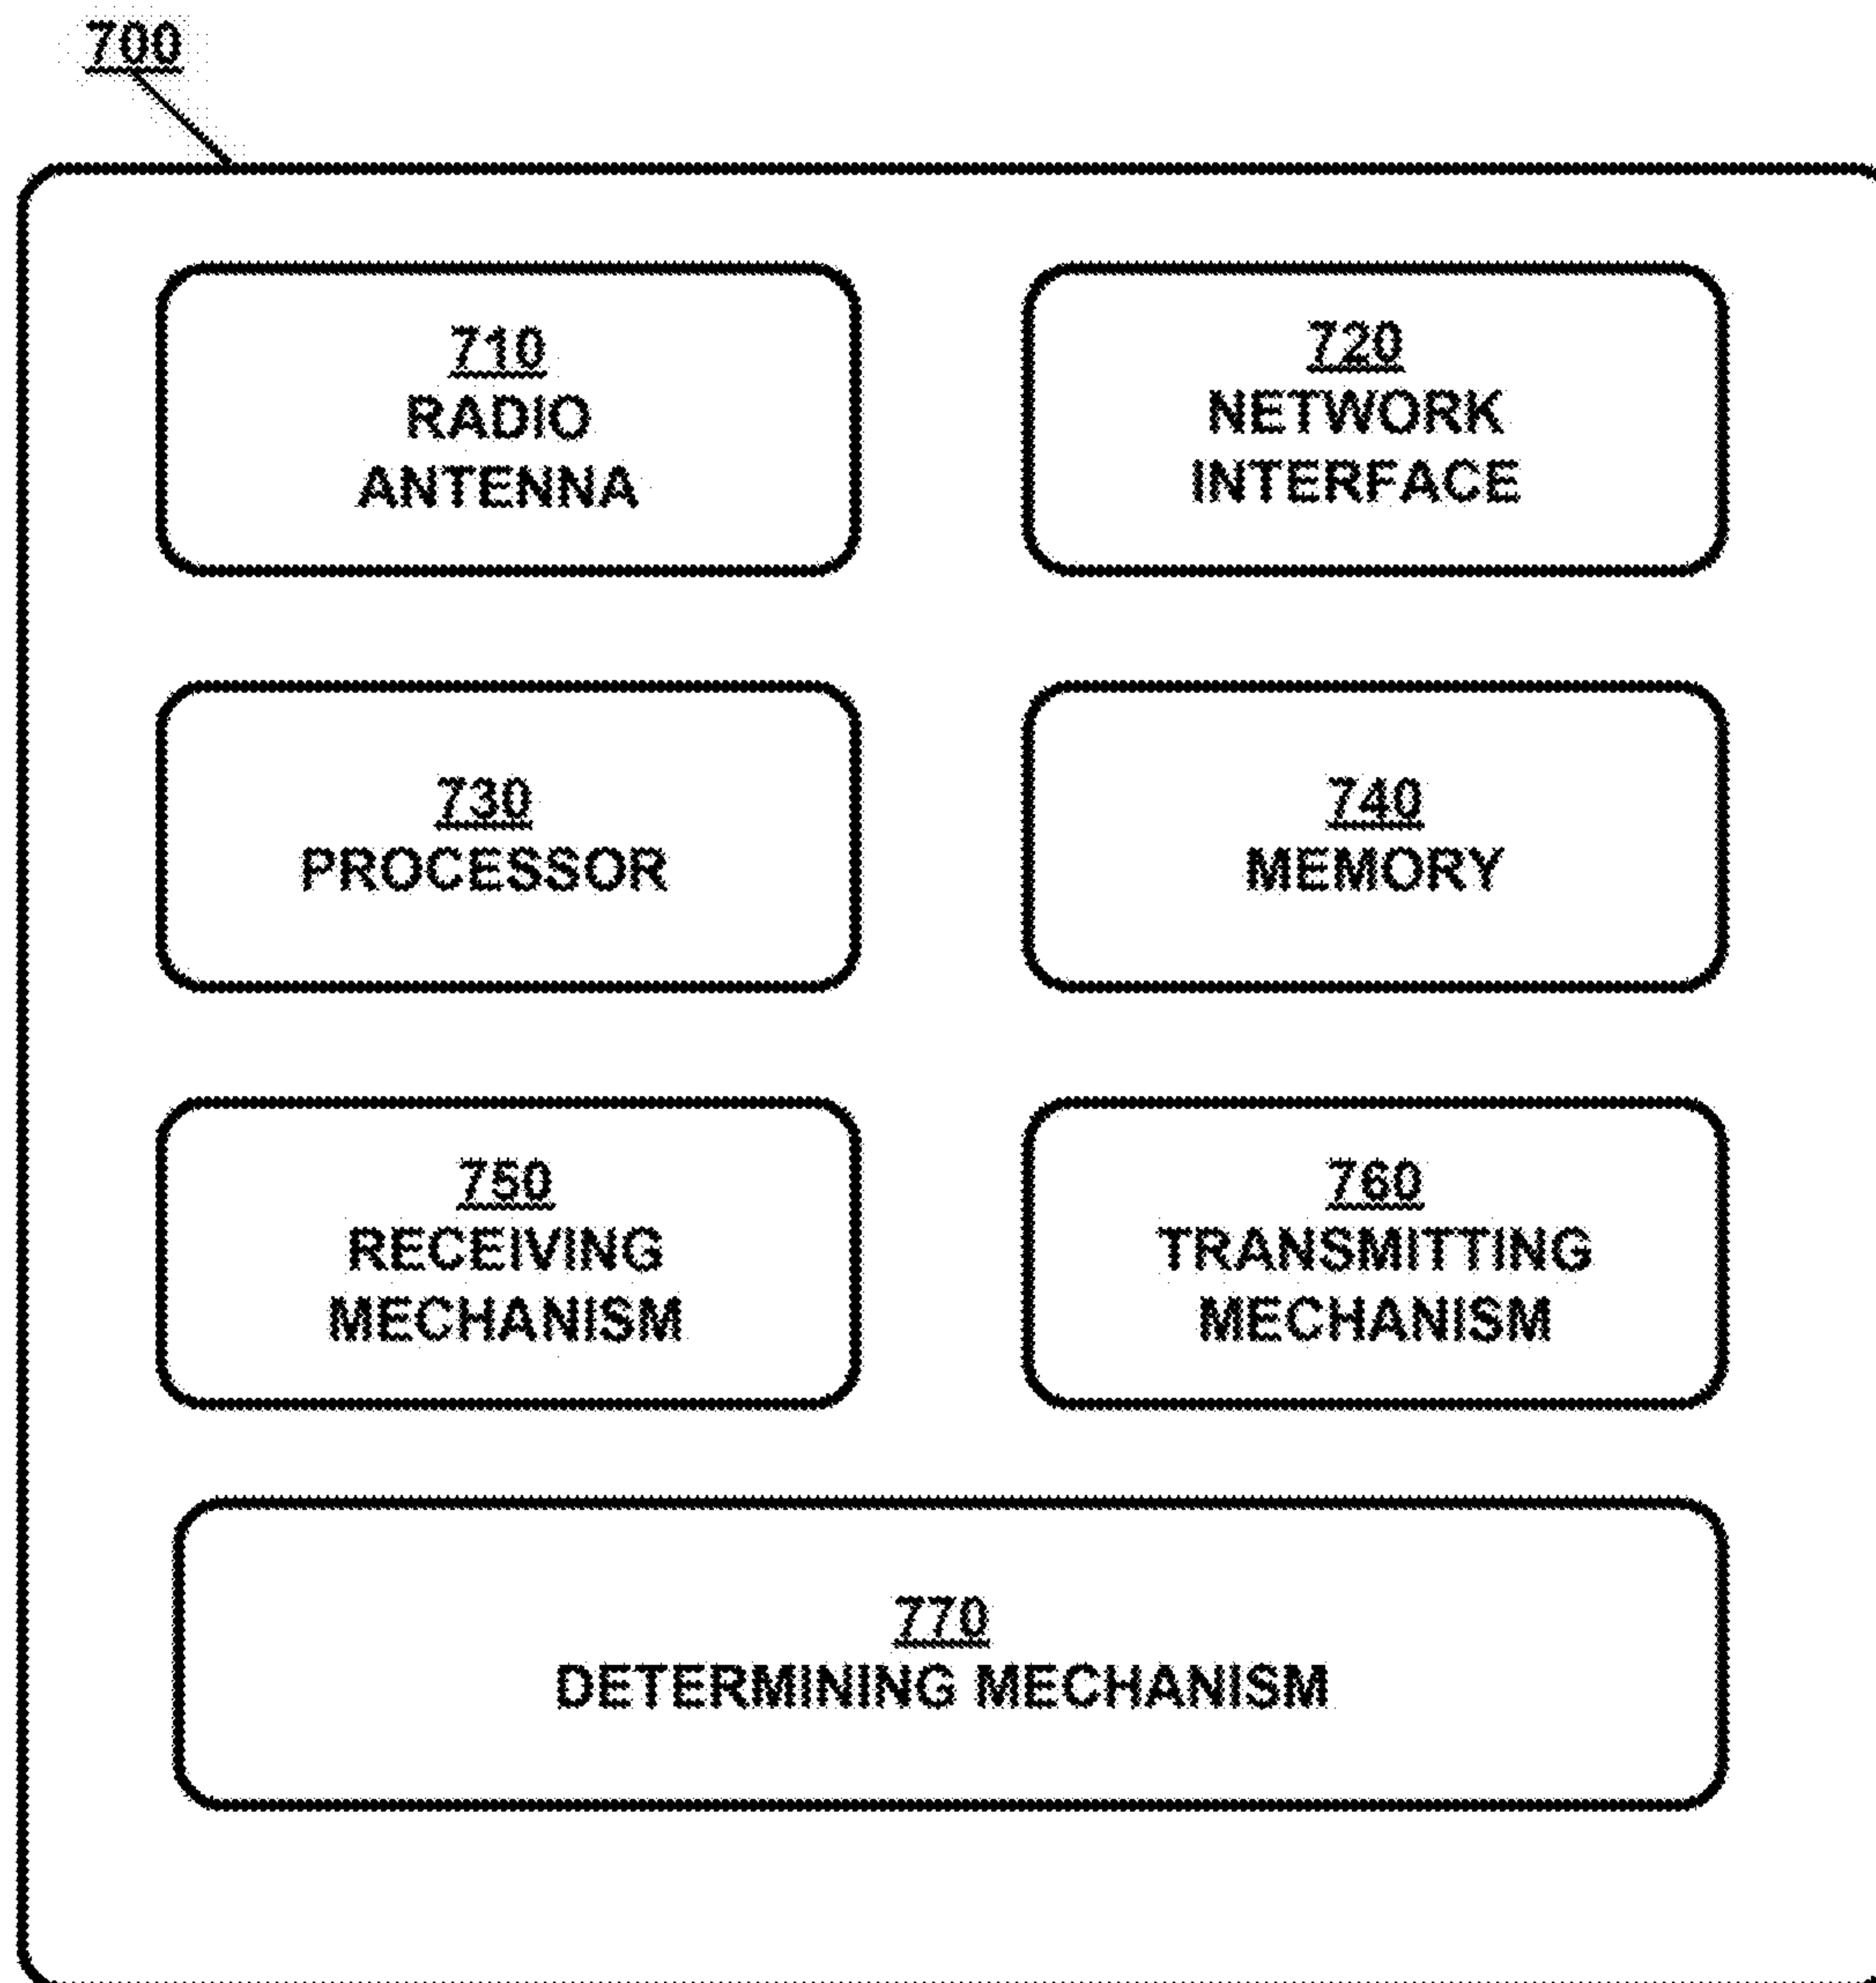 700
710
RADIO
ANTENNA
720
NETWORK
INTERFACE
730
PROCESSOR
740
MEMORY
750
RECEIVING
MECHANISM
760
TRANSMITTING
MECHANISM
770
DETERMINING MECHANISM